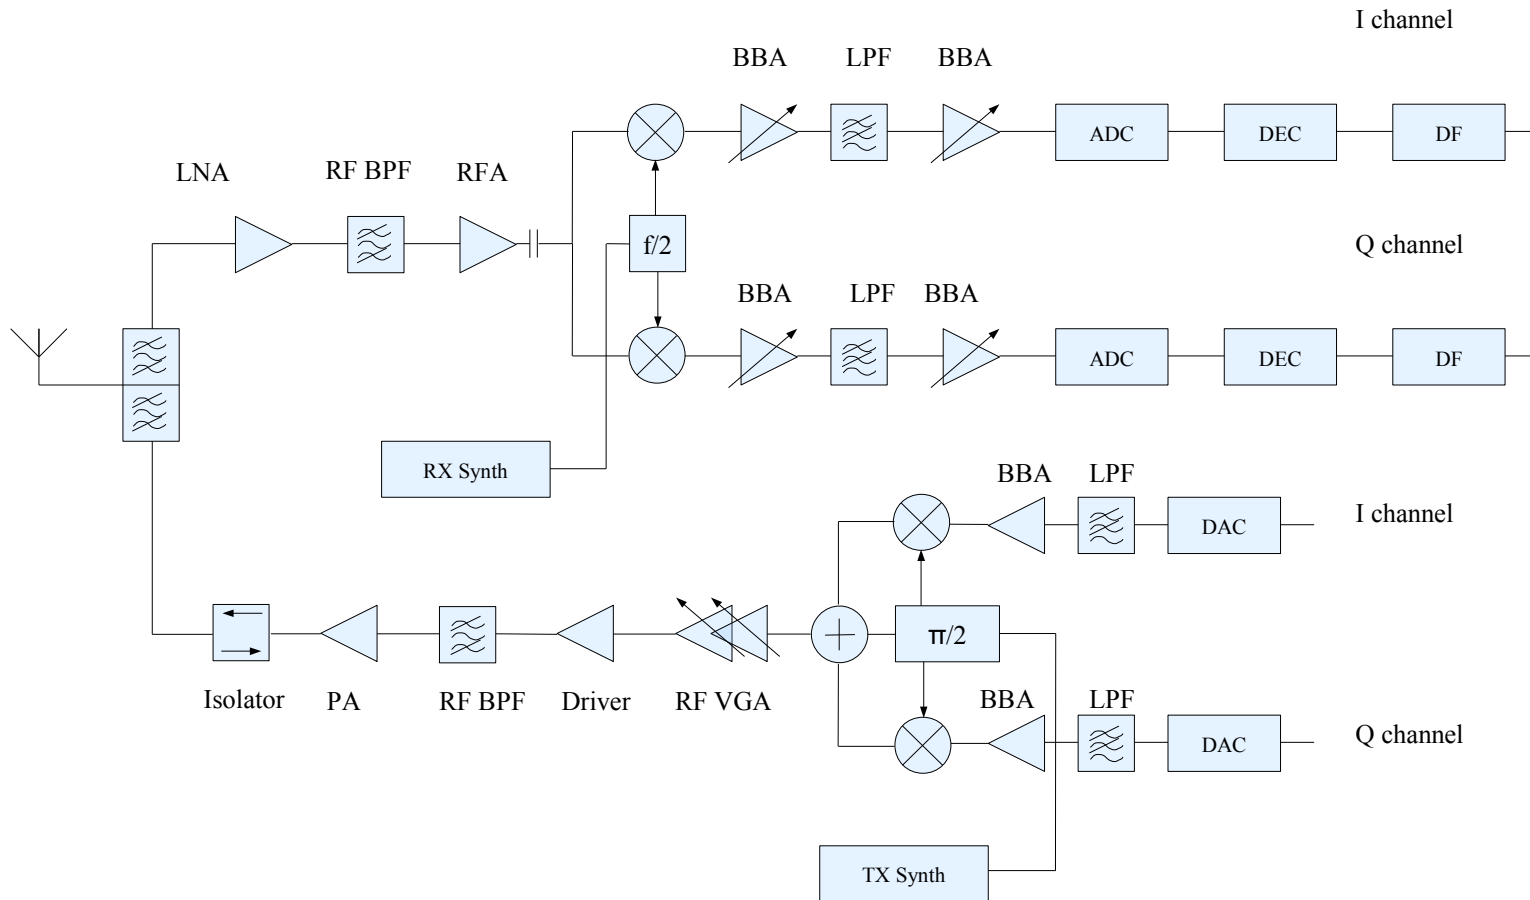 I channel
BBA LPF BBA
ADC DEC DF
LNA RF BPF RFA
f/2
Q channel
BBA LPF BBA
ADC DEC DF
RX Synth
BBA LPF
DAC
I channel
π/2
Isolator PA RF BPF Driver RF VGA
BBA LPF
DAC
Q channel
TX Synth